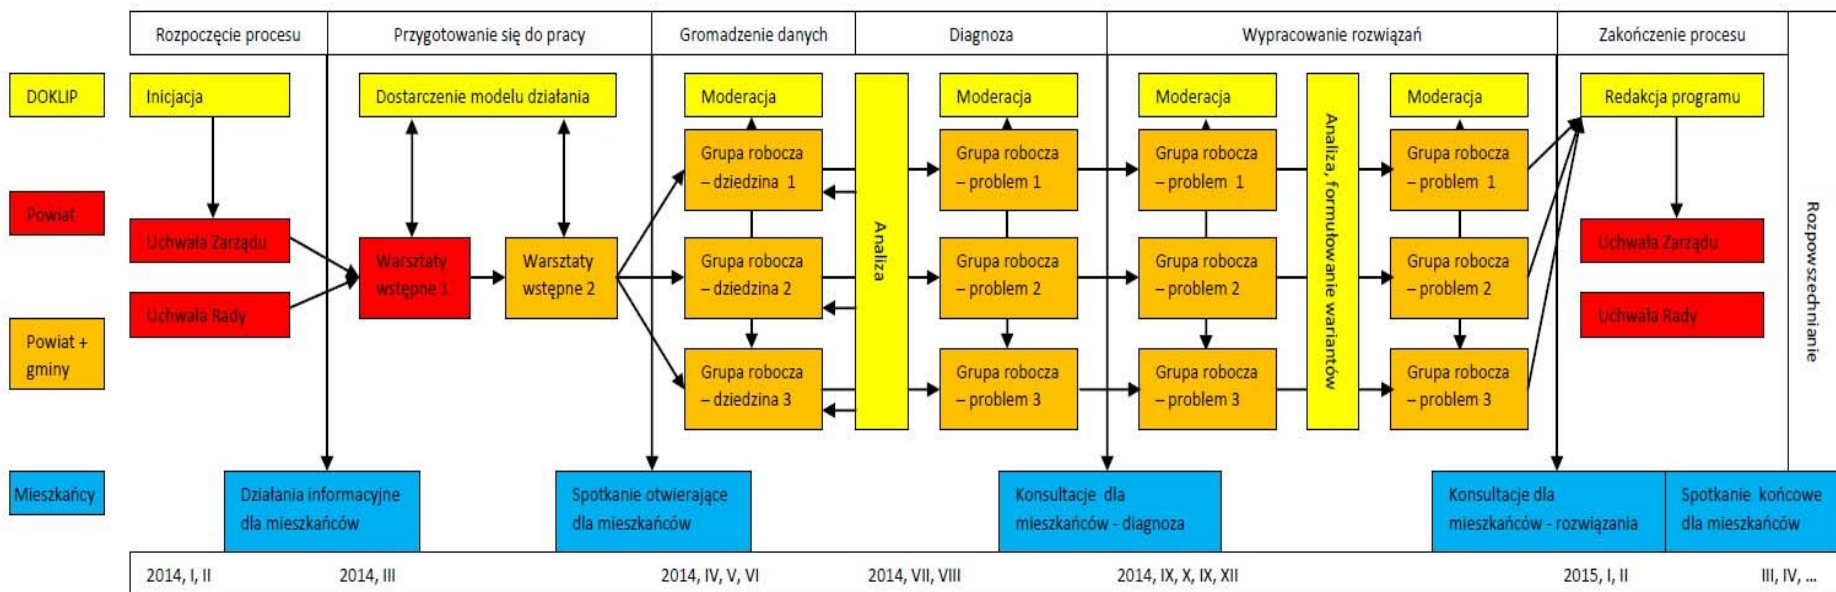 Rozpoczęcie procesu
Przygotowanie się do pracy
Gromadzenie danych
Diagnoza
Wypracowanie rozwiązań
Zakończenie procesu
DOKLIP
Inicjacja
Dostarczenie modelu działania
Moderacja
Moderacja
Moderacja
Moderacja
Redakcja programu
Powiat
Uchwała Zarządu
Uchwała Rady
Warsztaty
wstępne 1
Warsztaty
wstępne 2
Grupa robocza
– dziedzina 1
Grupa robocza
– dziedzina 2
Grupa robocza
– dziedzina 3
Analiza
Grupa robocza
– problem 1
Grupa robocza
– problem 2
Grupa robocza
– problem 3
Grupa robocza
– problem 1
Grupa robocza
– problem 2
Grupa robocza
– problem 3
Analiza, formułowanie wariantów
Grupa robocza
– problem 1
Grupa robocza
– problem 2
Grupa robocza
– problem 3
Uchwała Zarządu
Uchwała Rady
Rozpowszechnianie
Powiat +
gminy
Mieszkańcy
Działania informacyjne
dla mieszkańców
Spotkanie otwierające
dla mieszkańców
Konsultacje dla
mieszkańców - diagnoza
Konsultacje dla
mieszkańców - rozwiązania
Spotkanie końcowe
dla mieszkańców
2014, I, II
2014, III
2014, IV, V, VI
2014, VII, VIII
2014, IX, X, IX, XII
2015, I, II
III, IV, ...